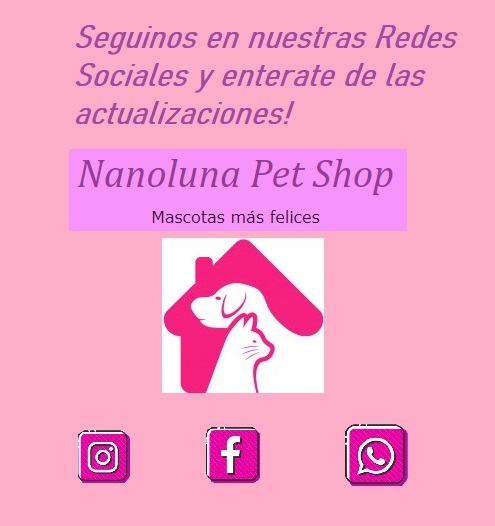 Seguinos en nuestras Redes
Sociales y enterate de las
actualizaciones!
Nanoluna Pet Shop
Mascotas más felices